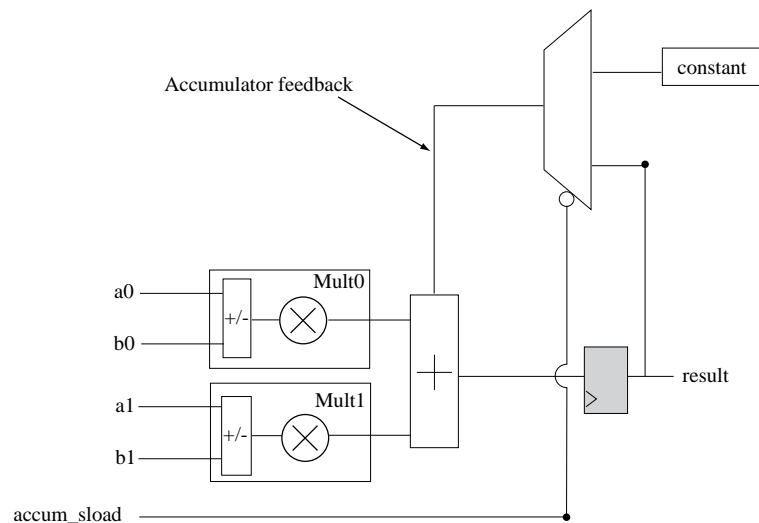 constant
Accumulator feedback
Mult0
a0
+/-
b0
Mult1
a1
+/-
b1
result
accum_sload